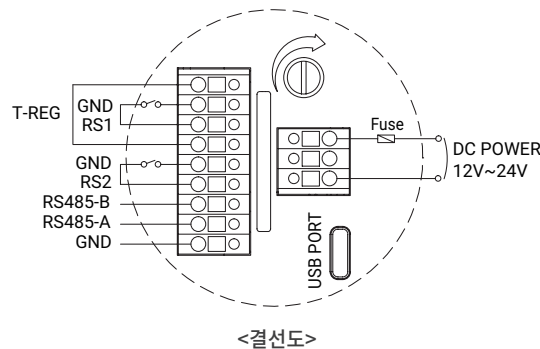 T-REG
GND
RS1
GND
RS2
RS485-B
RS485-A
GND
Fuse
DC POWER
12V~24V
USB PORT
<결선도>